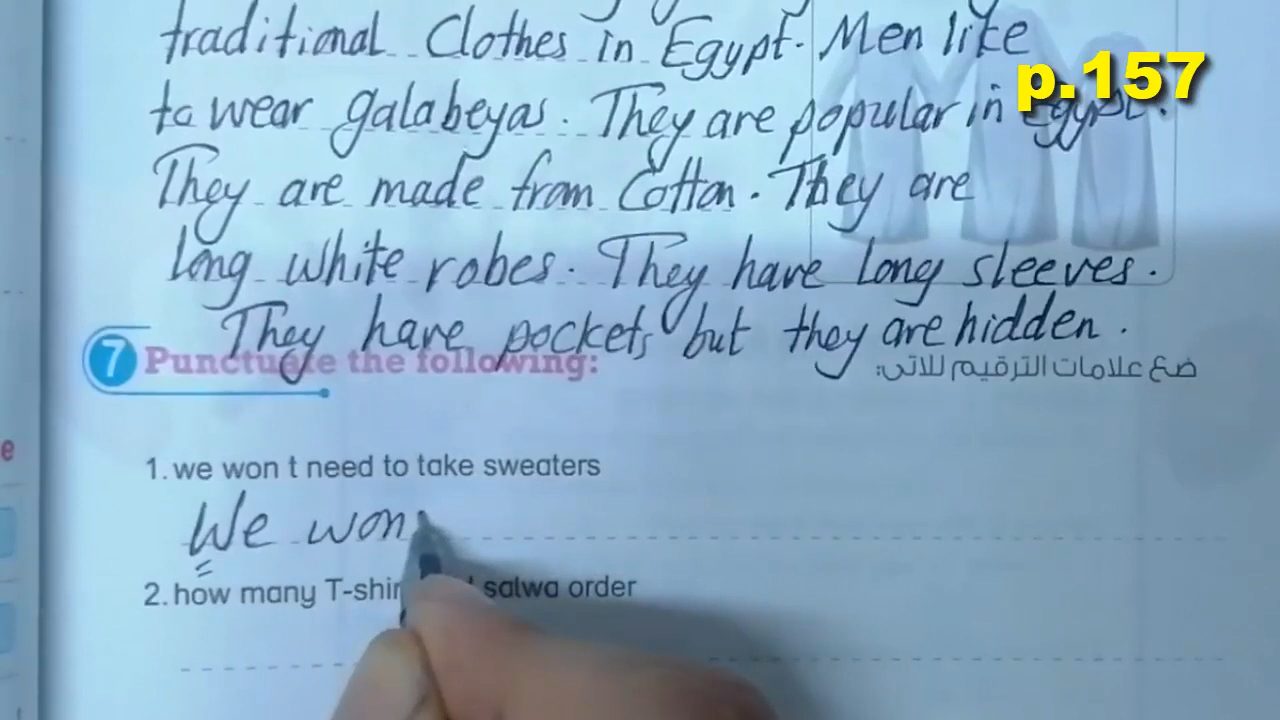 traditional Clothes in Egypt. Men like
p.157
to wear galabeyas. They are popular in Egypt.
They are made from Cotton. They are
long white robes. They have long sleeves.
They have pockets but they are hidden.
7 Punctuate the following:
ضع علامات الترقيم للآتى:
1. we won t need to take sweaters
We won
2. how many T-shir salwa order
e